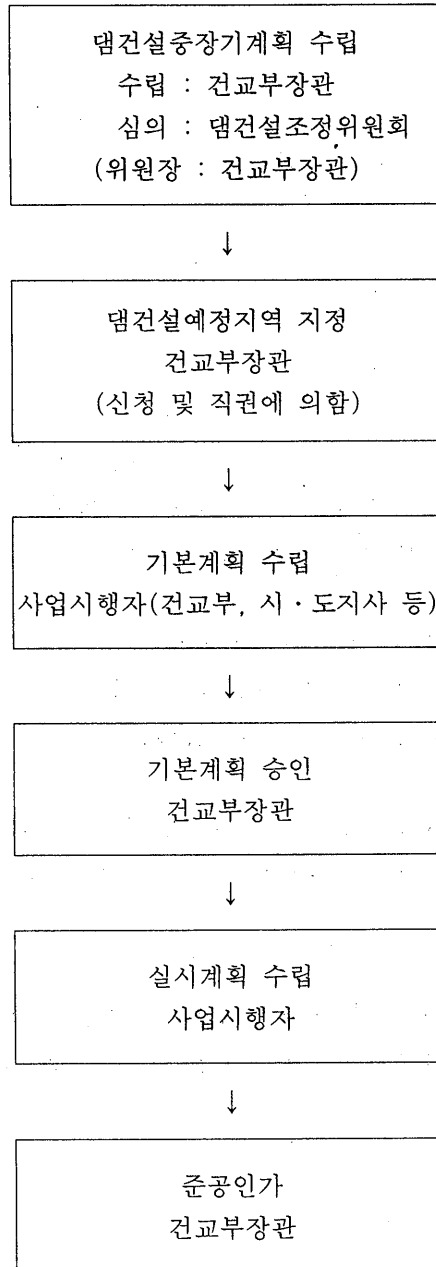 댐건설중장기계획 수립
수립 : 건교부장관
심의 : 댐건설조정위원회
(위원장 : 건교부장관)
↓
댐건설예정지역 지정
건교부장관
(신청 및 직권에 의함)
↓
기본계획 수립
사업시행자(건교부, 시·도지사 등)
↓
기본계획 승인
건교부장관
↓
실시계획 수립
사업시행자
↓
준공인가
건교부장관